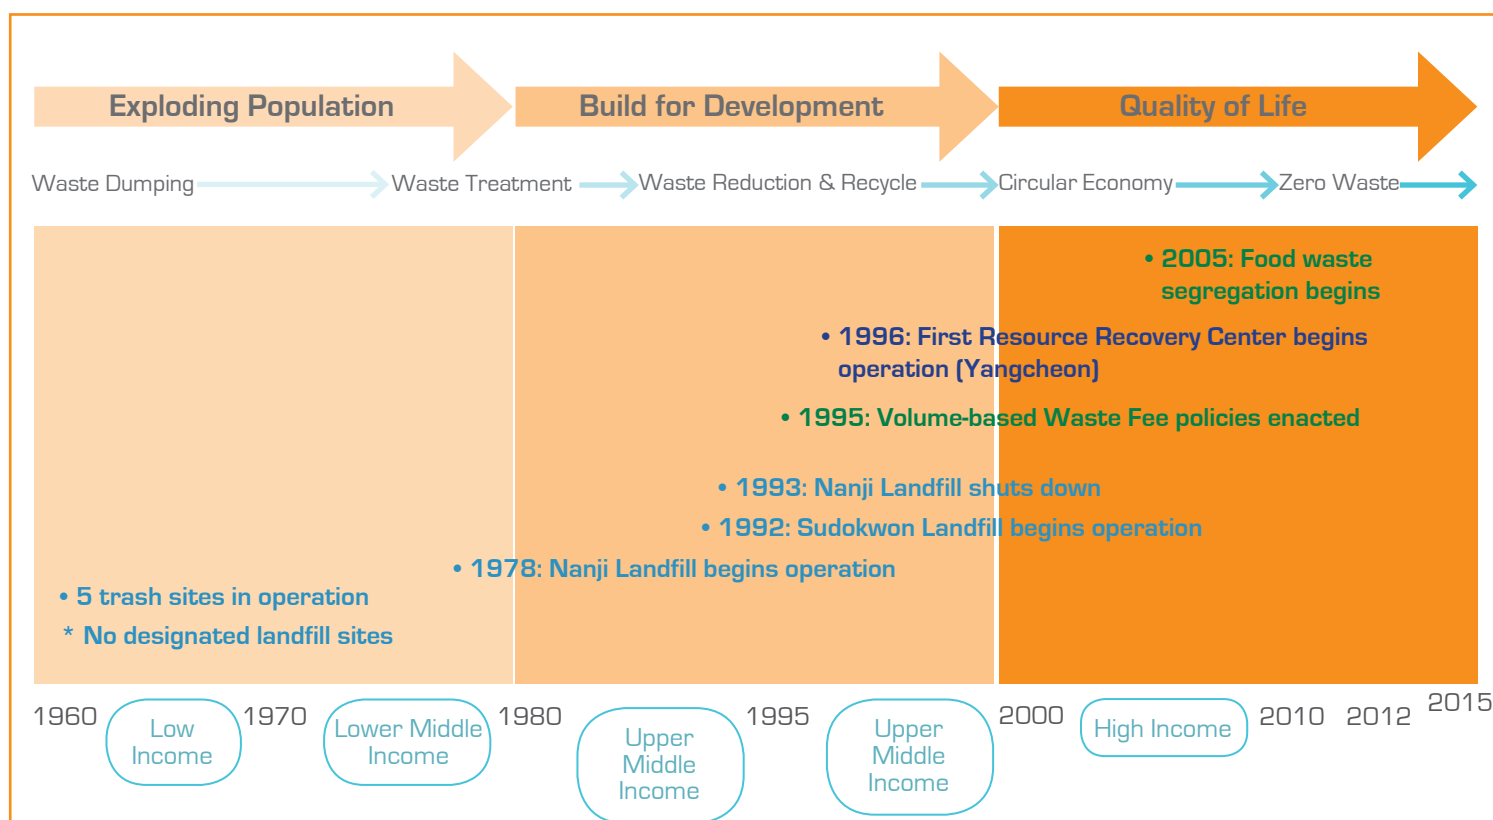 Exploding Population
Build for Development
Quality of Life
Waste Dumping
Waste Treatment
Waste Reduction & Recycle
Circular Economy
Zero Waste
• 2005: Food waste
segregation begins
• 1996: First Resource Recovery Center begins
operation (Yangcheon)
• 1995: Volume-based Waste Fee policies enacted
• 1993: Nanji Landfill shuts down
• 1992: Sudokwon Landfill begins operation
• 1978: Nanji Landfill begins operation
• 5 trash sites in operation
* No designated landfill sites
1960
Low
Income
1970
Lower Middle
Income
1980
Upper
Middle
Income
1995
Upper
Middle
Income
2000
High Income
2010
2012
2015